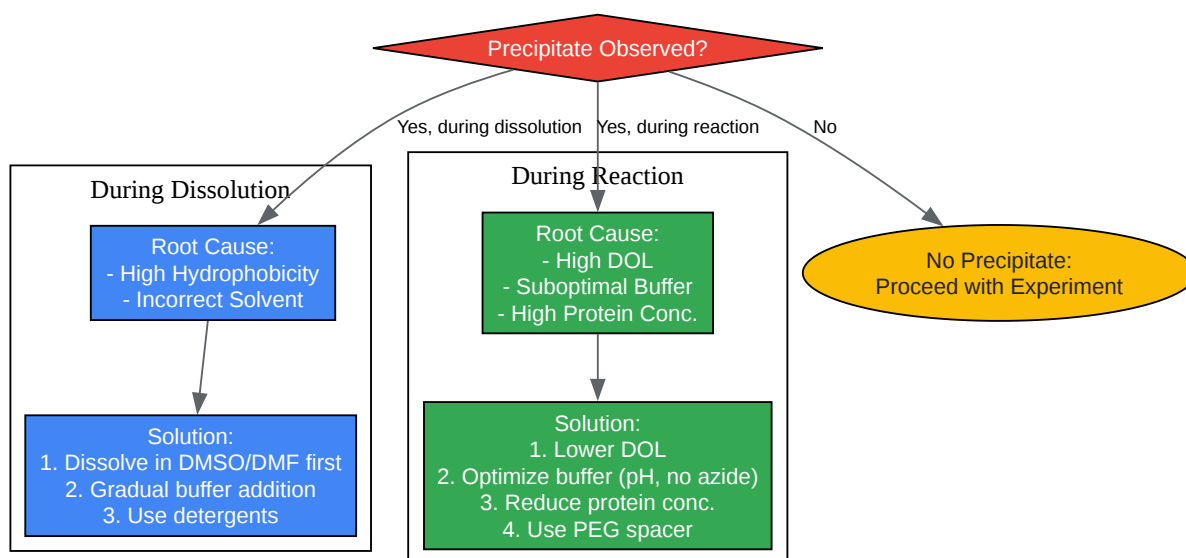 Precipitate Observed?
Yes, during dissolution
Yes, during reaction
No
During Dissolution
Root Cause:
- High Hydrophobicity
- Incorrect Solvent
Solution:
1. Dissolve in DMSO/DMF first
2. Gradual buffer addition
3. Use detergents
During Reaction
Root Cause:
- High DOL
- Suboptimal Buffer
- High Protein Conc.
Solution:
1. Lower DOL
2. Optimize buffer (pH, no azide)
3. Reduce protein conc.
4. Use PEG spacer
No Precipitate:
Proceed with Experiment